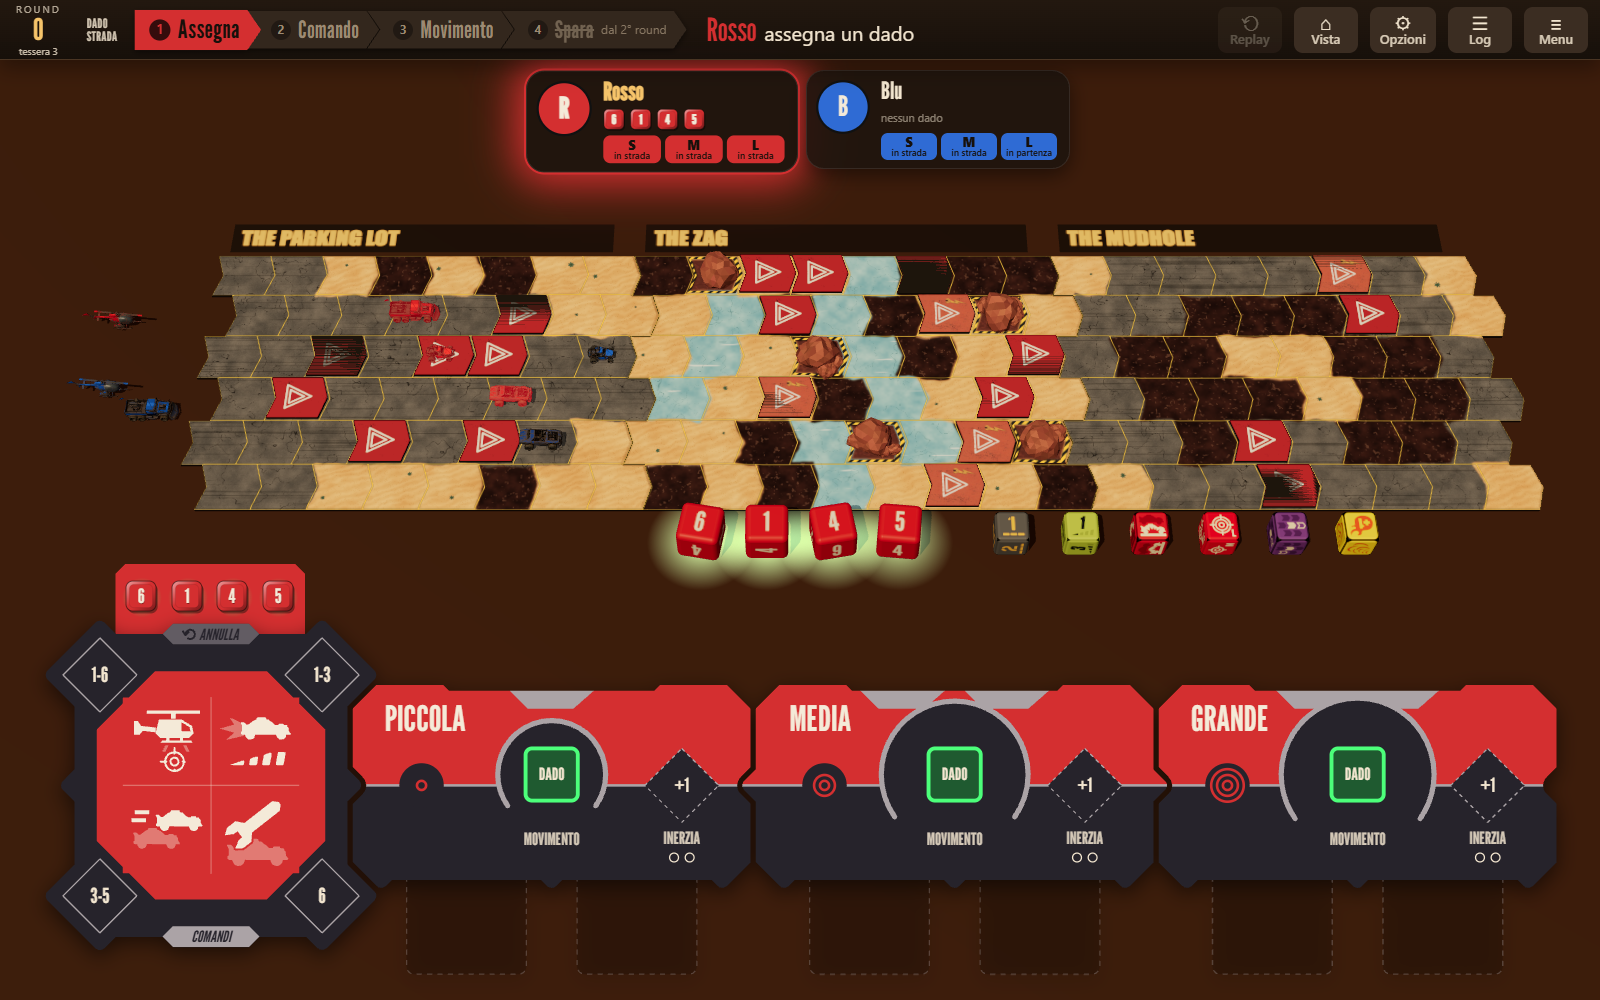 ROUND
0
tessera 3
DADO
STRADA
1 Assegna
2 Comando
3 Movimento
4 Spara dal 2° round
Rosso assegna un dado
Replay
Vista
Opzioni
Log
Menu
R
Rosso
6 1 4 5
S
in strada
M
in strada
L
in strada
B
Blu
nessun dado
S
in strada
M
in strada
L
in partenza
THE PARKING LOT
THE ZAG
THE MUDHOLE
6 1 4 5
4
1 1
6 1 4 5
ANNULLA
1-6
1-3
3-5
6
COMANDI
PICCOLA
DADO
MOVIMENTO
+1
INERZIA
MEDIA
DADO
MOVIMENTO
+1
INERZIA
GRANDE
DADO
MOVIMENTO
+1
INERZIA